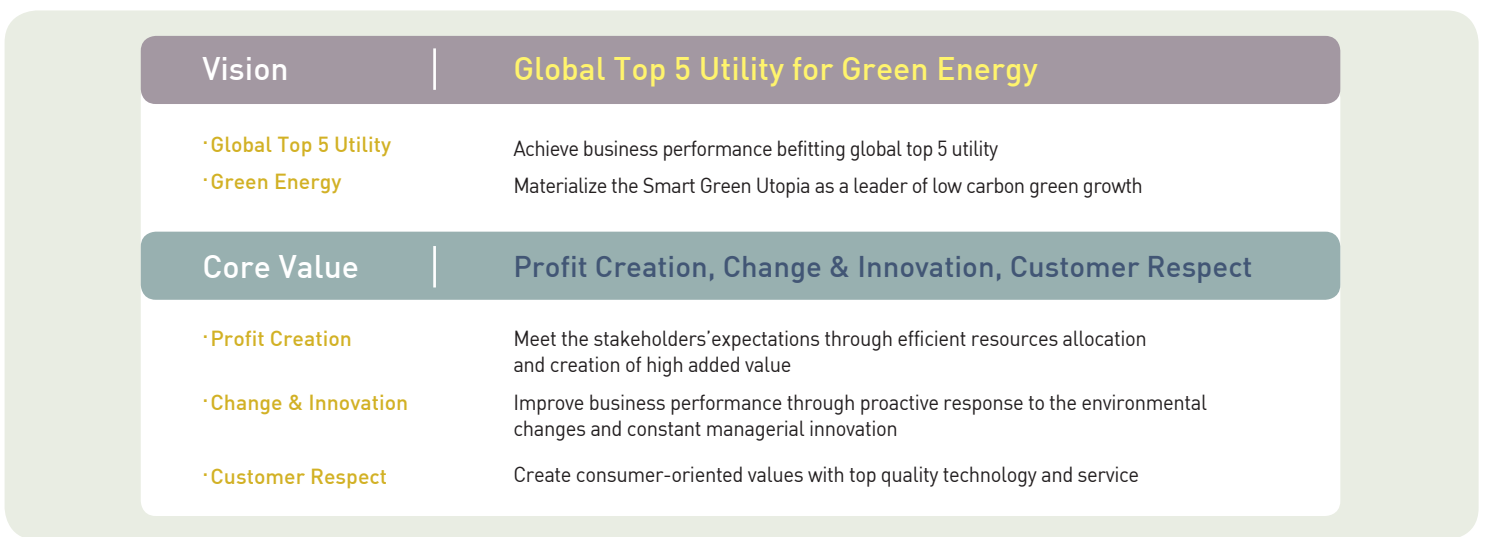 Vision | Global Top 5 Utility for Green Energy
·Global Top 5 Utility Achieve business performance befitting global top 5 utility
·Green Energy Materialize the Smart Green Utopia as a leader of low carbon green growth
Core Value | Profit Creation, Change & Innovation, Customer Respect
·Profit Creation Meet the stakeholders'expectations through efficient resources allocation
and creation of high added value
·Change & Innovation Improve business performance through proactive response to the environmental
changes and constant managerial innovation
·Customer Respect Create consumer-oriented values with top quality technology and service